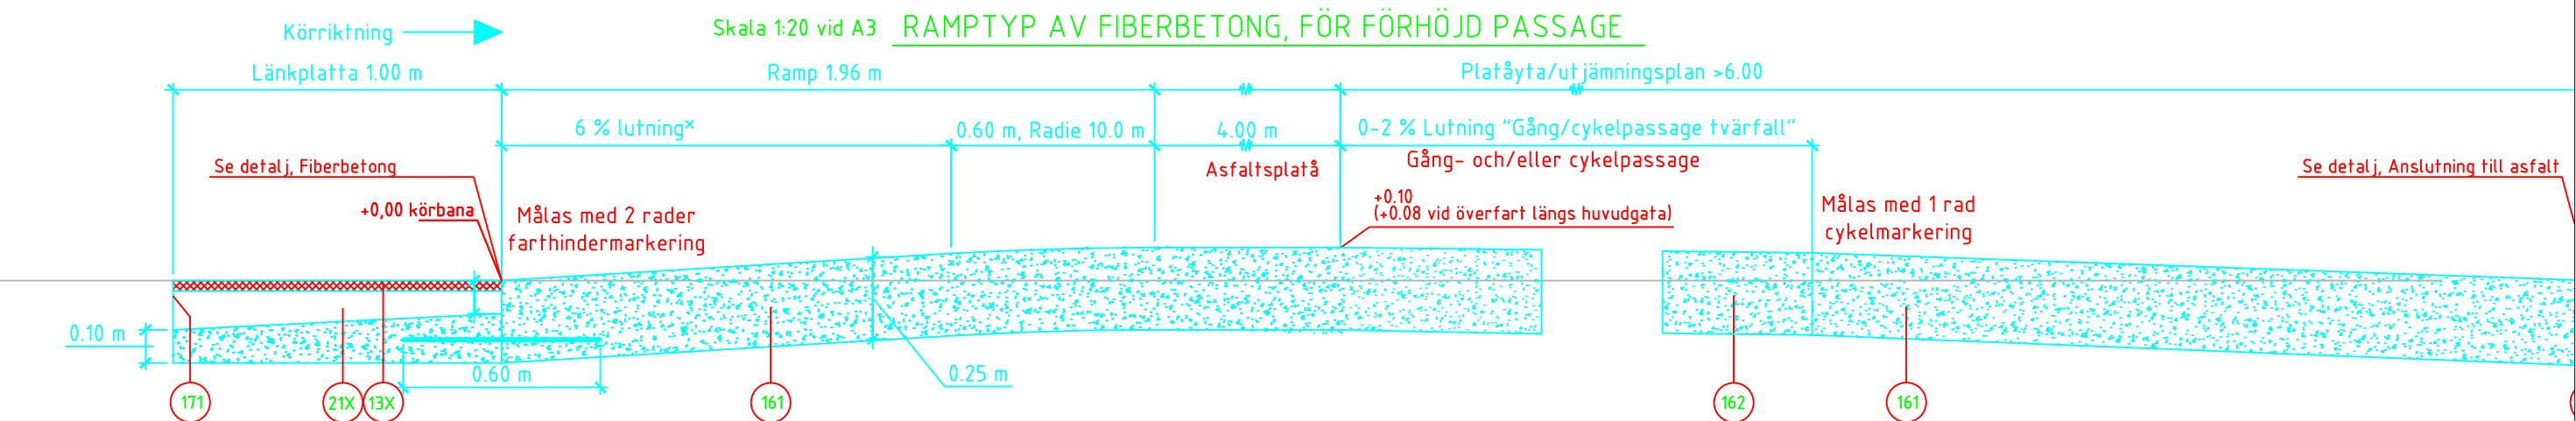 Körriktning
Skala 1:20 vid A3
RAMPTYP AV FIBERBETONG, FÖR FÖRHÖJD PASSAGE
Länkplatta 1.00 m
Ramp 1.96 m
Platåyta/utjämningsplan >6.00
6 % lutningˣ
0.60 m, Radie 10.0 m
4.00 m
0-2 % Lutning "Gång/cykelpassage tvärfall"
Se detalj, Fiberbetong
Asfaltsplatå
Gång- och/eller cykelpassage
Se detalj, Anslutning till asfalt
+0,00 körbana
Målas med 2 rader
farthindermarkering
+0.10
(+0.08 vid överfart längs huvudgata)
Målas med 1 rad
cykelmarkering
0.10 m
0.60 m
0.25 m
171
21X
13X
161
162
161